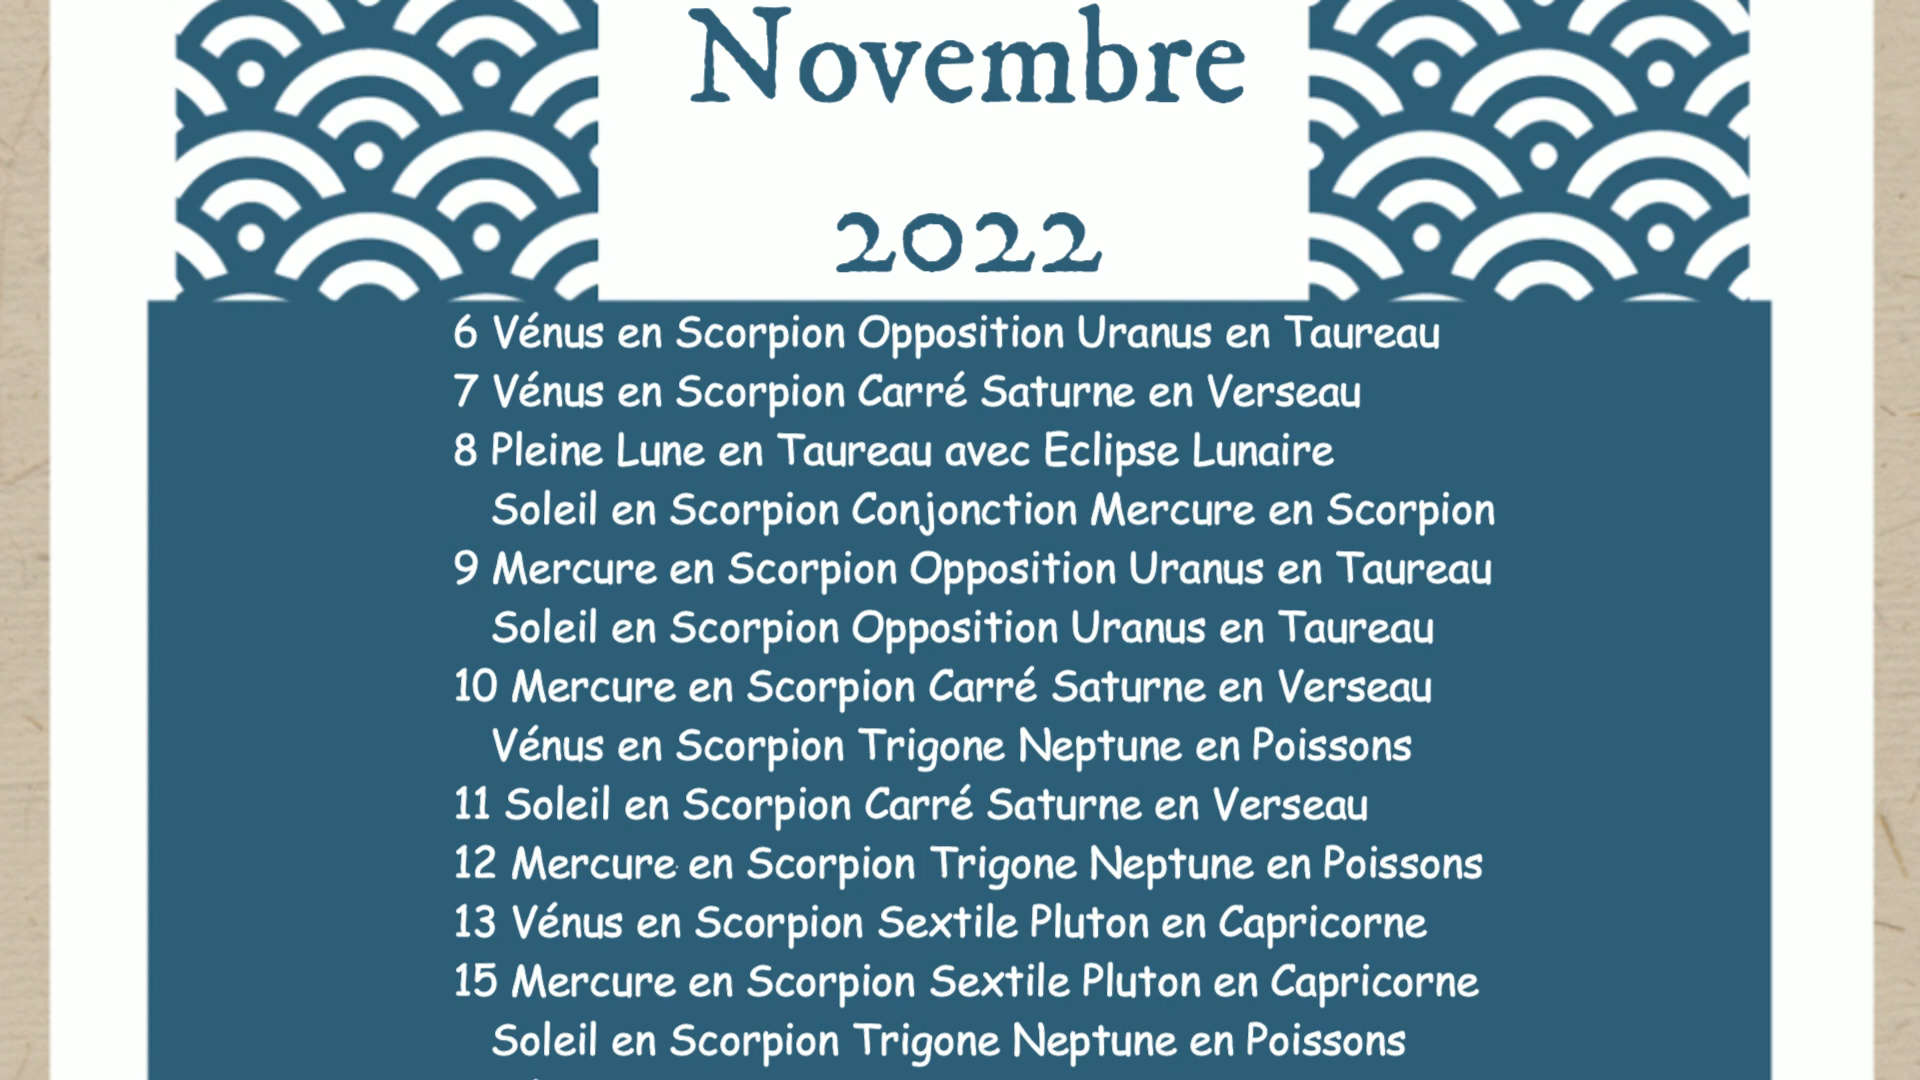 Novembre
2022
6 Vénus en Scorpion Opposition Uranus en Taureau
7 Vénus en Scorpion Carré Saturne en Verseau
8 Pleine Lune en Taureau avec Eclipse Lunaire
Soleil en Scorpion Conjonction Mercure en Scorpion
9 Mercure en Scorpion Opposition Uranus en Taureau
Soleil en Scorpion Opposition Uranus en Taureau
10 Mercure en Scorpion Carré Saturne en Verseau
Vénus en Scorpion Trigone Neptune en Poissons
11 Soleil en Scorpion Carré Saturne en Verseau
12 Mercure en Scorpion Trigone Neptune en Poissons
13 Vénus en Scorpion Sextile Pluton en Capricorne
15 Mercure en Scorpion Sextile Pluton en Capricorne
Soleil en Scorpion Trigone Neptune en Poissons